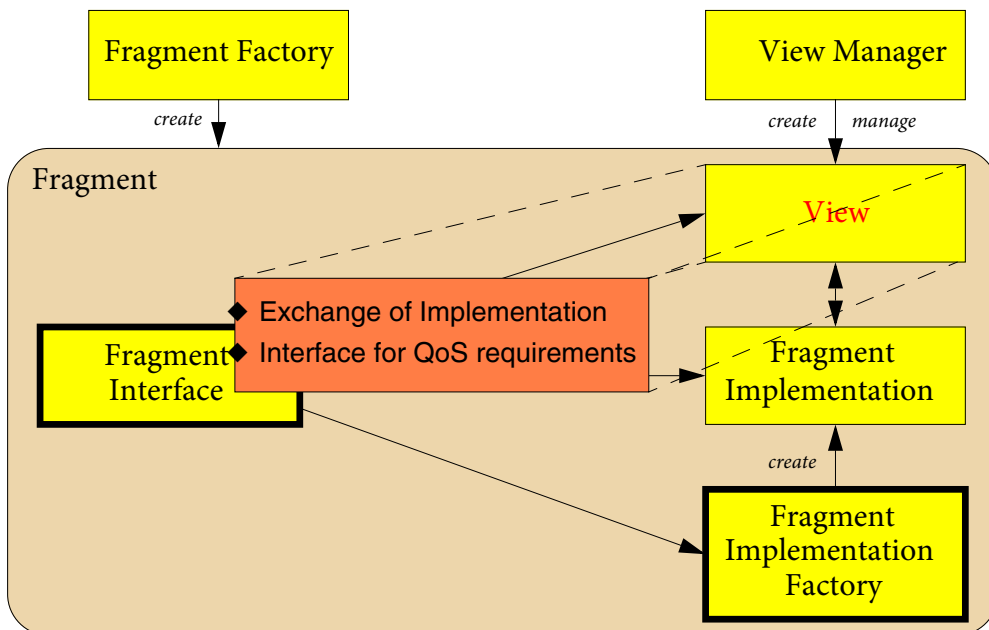 Fragment Factory
View Manager
create
create
manage
Fragment
View
◆ Exchange of Implementation
◆ Interface for QoS requirements
Fragment
Interface
Fragment
Implementation
create
Fragment
Implementation
Factory